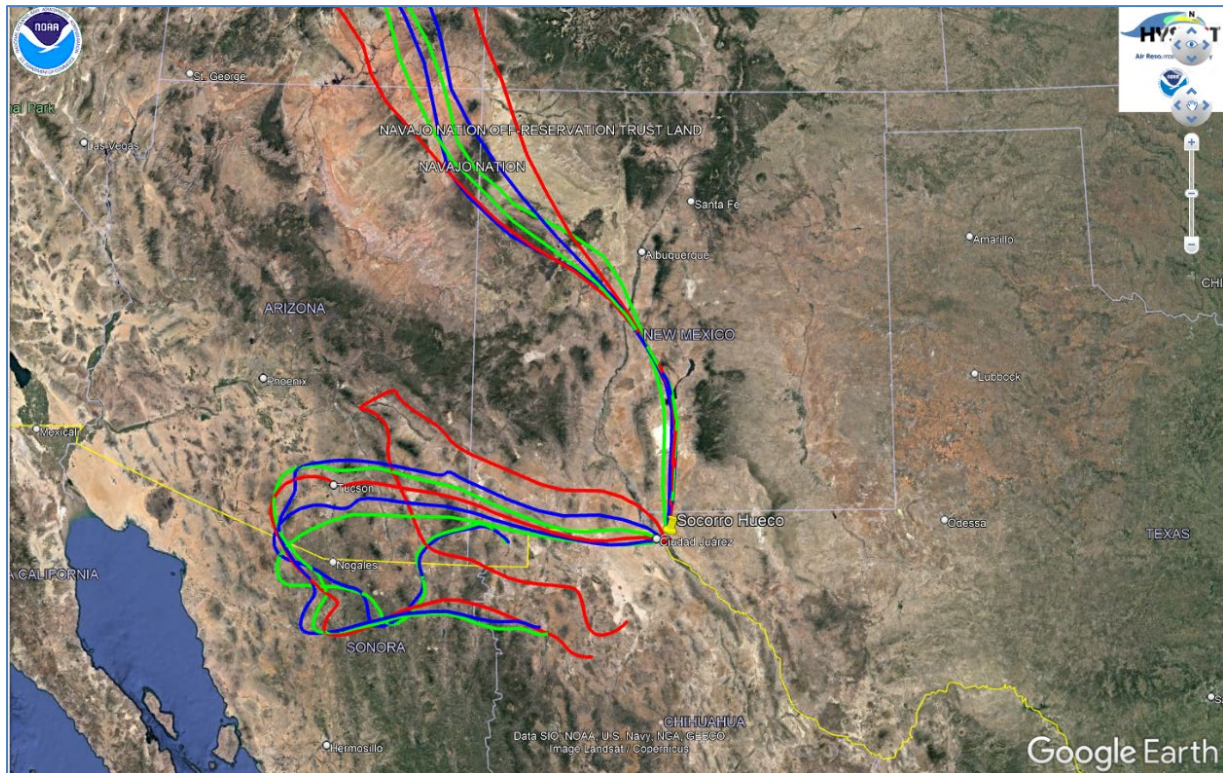 NOAA
HYSPLIT
St. George
Las Vegas
NAVAJO NATION OFF-RESERVATION TRUST LAND
NAVAJO NATION
Santa Fe
Albuquerque
Amarillo
ARIZONA
NEW MEXICO
Phoenix
Lubbock
Mexicali
Tucson
Socorro Hueco
Ciudad Juárez
Odessa
TEXAS
Nogales
A CALIFORNIA
SONORA
CHIHUAHUA
Hermosillo
Data SIO, NOAA, U.S. Navy, NGA, GEBCO
Image Landsat / Copernicus
Google Earth